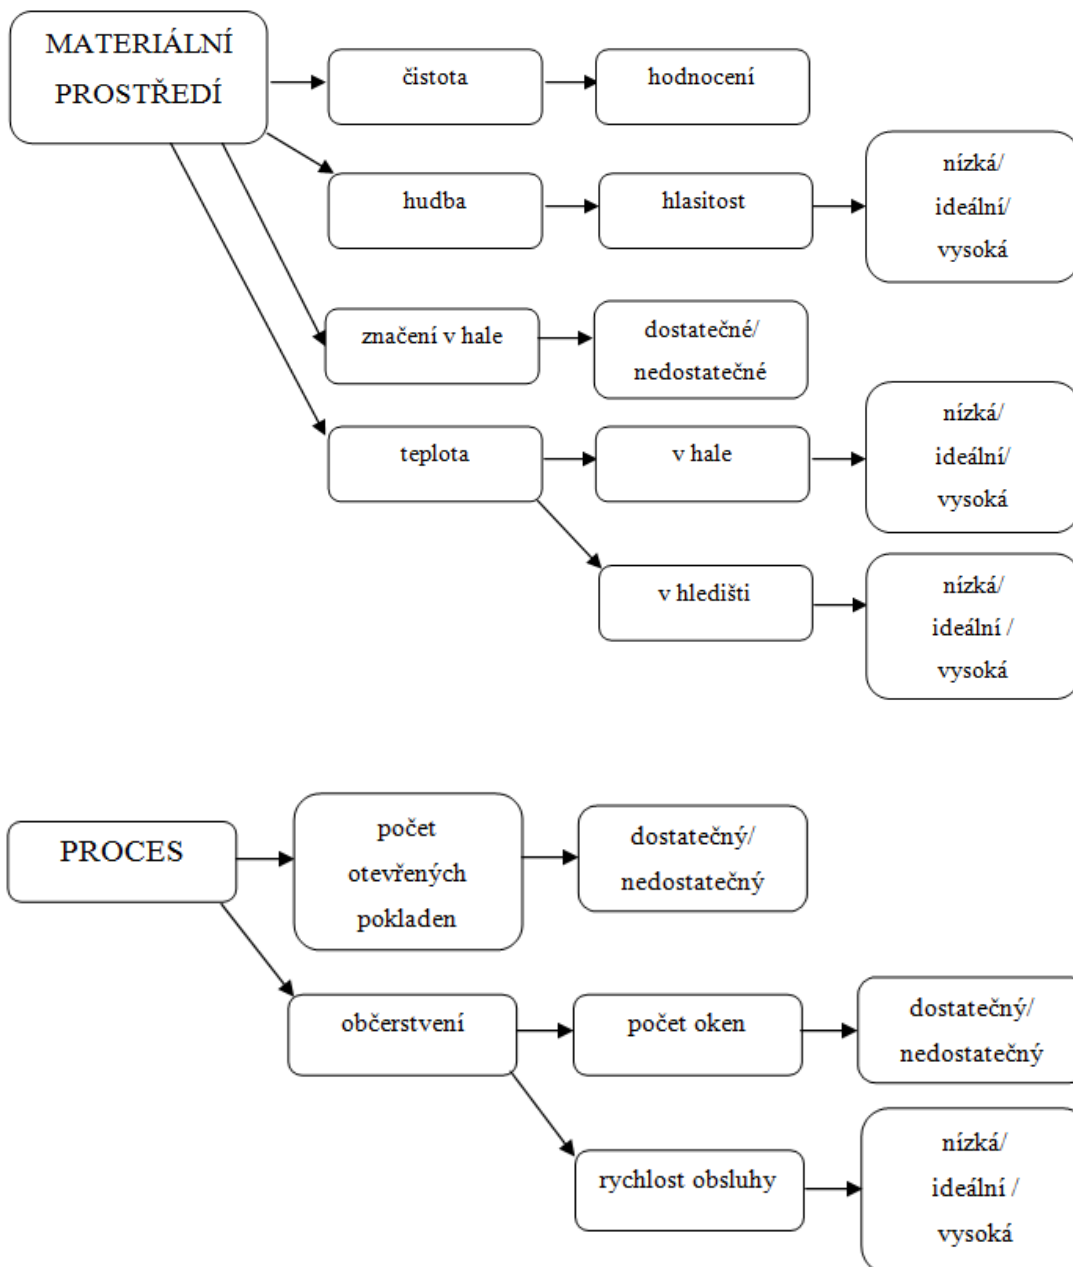 MATERIÁLNÍ
PROSTŘEDÍ
čistota
hodnocení
hudba
hlasitost
nízká/
ideální/
vysoká
značení v hale
dostatečné/
nedostatečné
teplota
v hale
nízká/
ideální/
vysoká
v hledišti
nízká/
ideální /
vysoká
PROCES
počet
otevřených
pokladen
dostatečný/
nedostatečný
občerstvení
počet oken
dostatečný/
nedostatečný
rychlost obsluhy
nízká/
ideální /
vysoká